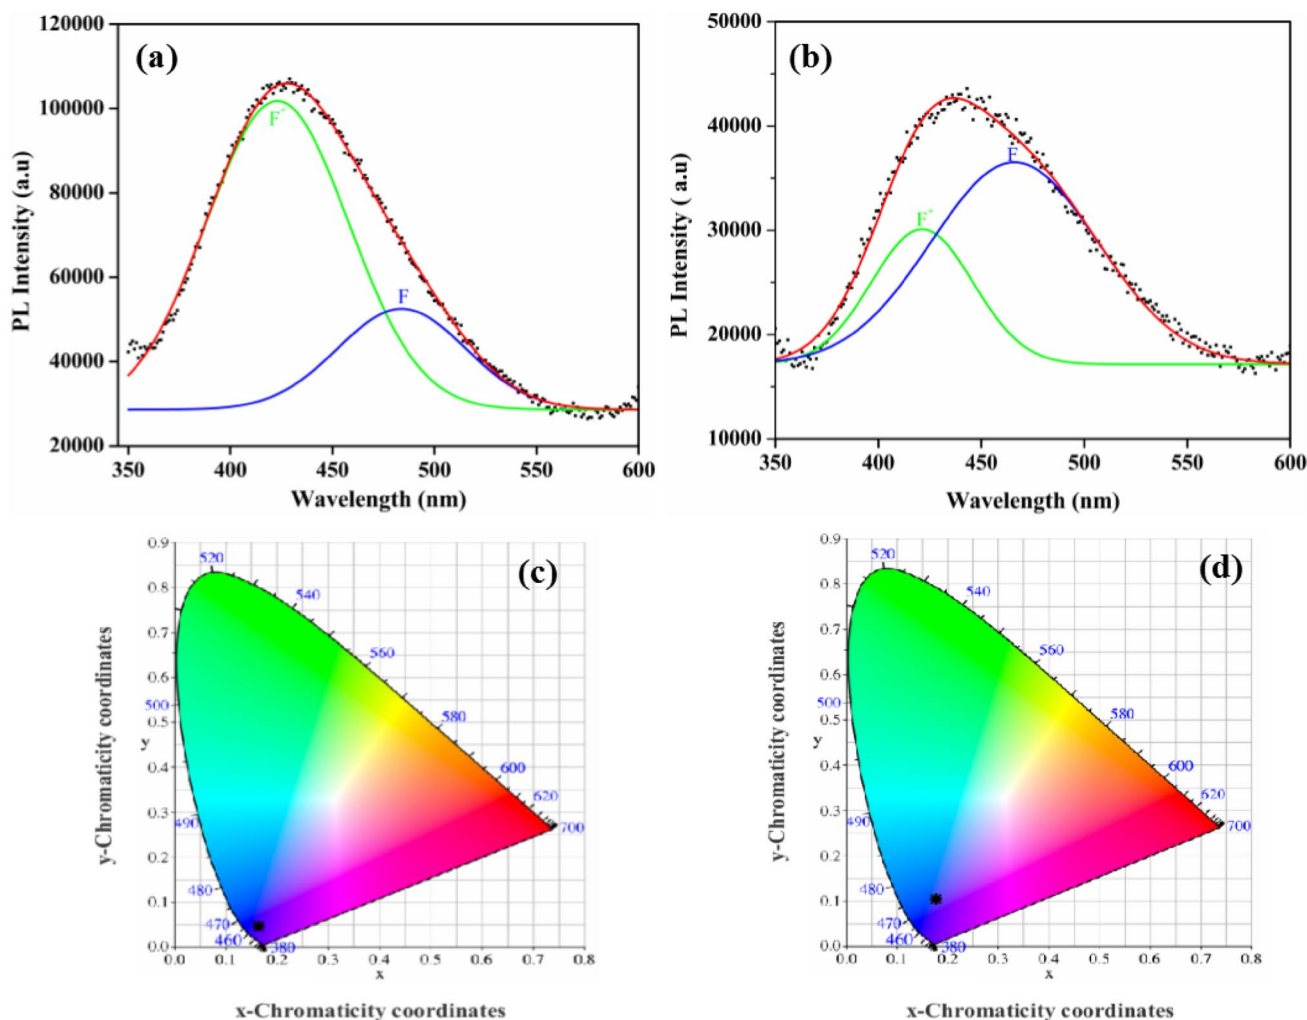 (a)
120000
100000
80000
60000
40000
20000
PL Intensity (a.u)
F+
F
350 400 450 500 550 600
Wavelength (nm)
(b)
50000
40000
30000
20000
10000
PL Intensity ( a.u)
F
F+
350 400 450 500 550 600
Wavelength (nm)
(c)
0.9
0.8
0.7
0.6
0.5
0.4
0.3
0.2
0.1
0.0
y-Chromaticity coordinates
y
520
540
560
580
600
620
700
500
490
480
470
460
380
0.0 0.1 0.2 0.3 0.4 0.5 0.6 0.7 0.8
x
x-Chromaticity coordinates
(d)
0.9
0.8
0.7
0.6
0.5
0.4
0.3
0.2
0.1
0.0
y-Chromaticity coordinates
y
520
540
560
580
600
620
700
500
490
480
470
460
380
0.0 0.1 0.2 0.3 0.4 0.5 0.6 0.7 0.8
x
x-Chromaticity coordinates